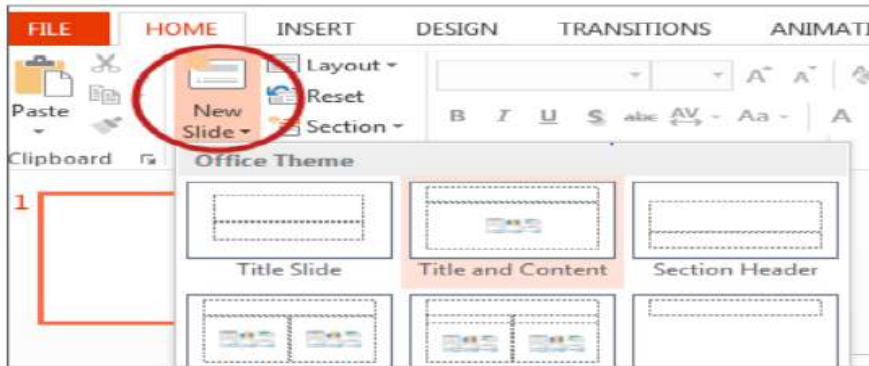 FILE HOME INSERT DESIGN TRANSITIONS ANIMATI
Paste
New
Slide
Layout
Reset
Section
B I U S abc AV Aa A A A
Clipboard
Office Theme
1
Title Slide Title and Content Section Header